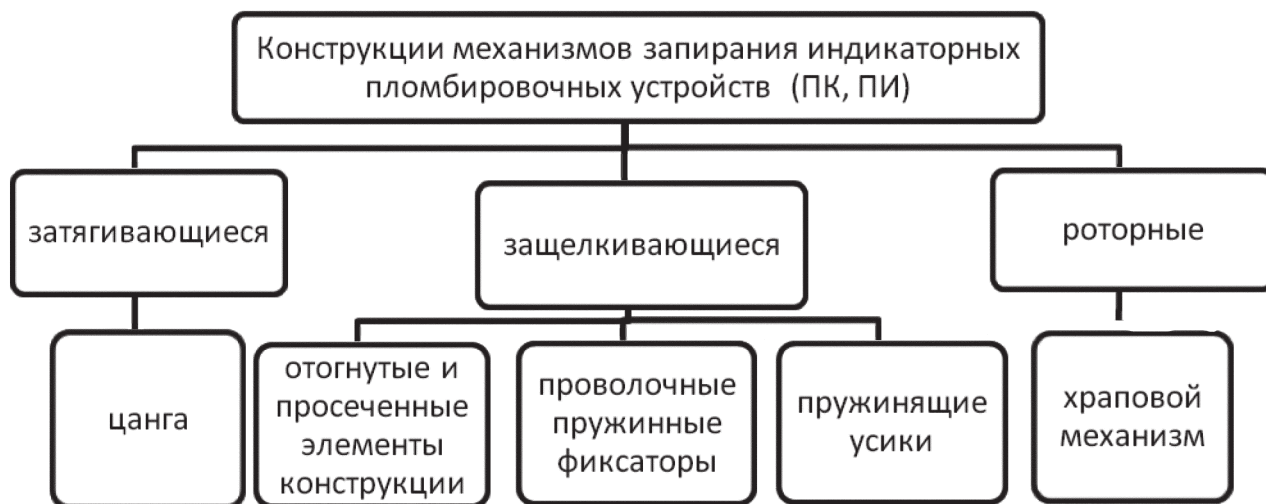 Конструкции механизмов запирания индикаторных
пломбировочных устройств (ПК, ПИ)
затягивающиеся
защелкивающиеся
роторные
цанга
отогнутые и
просеченные
элементы
конструкции
проволочные
пружинные
фиксаторы
пружинящие
усики
храповой
механизм